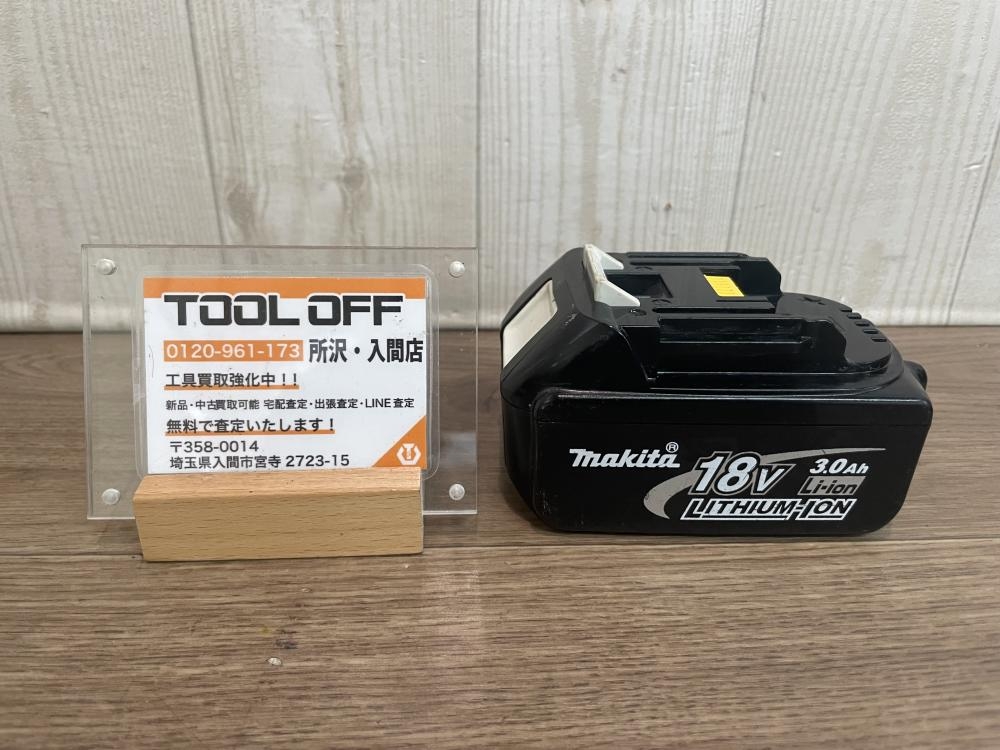 TOOL OFF
0120-961-173 所沢・入間店
工具買取強化中!!
新品・中古買取可能 宅配査定・出張査定・LINE査定
無料で査定いたします!
〒358-0014
埼玉県入間市宮寺 2723-15
makita®
18V 3.0Ah
Li-ion
LITHIUM-ION